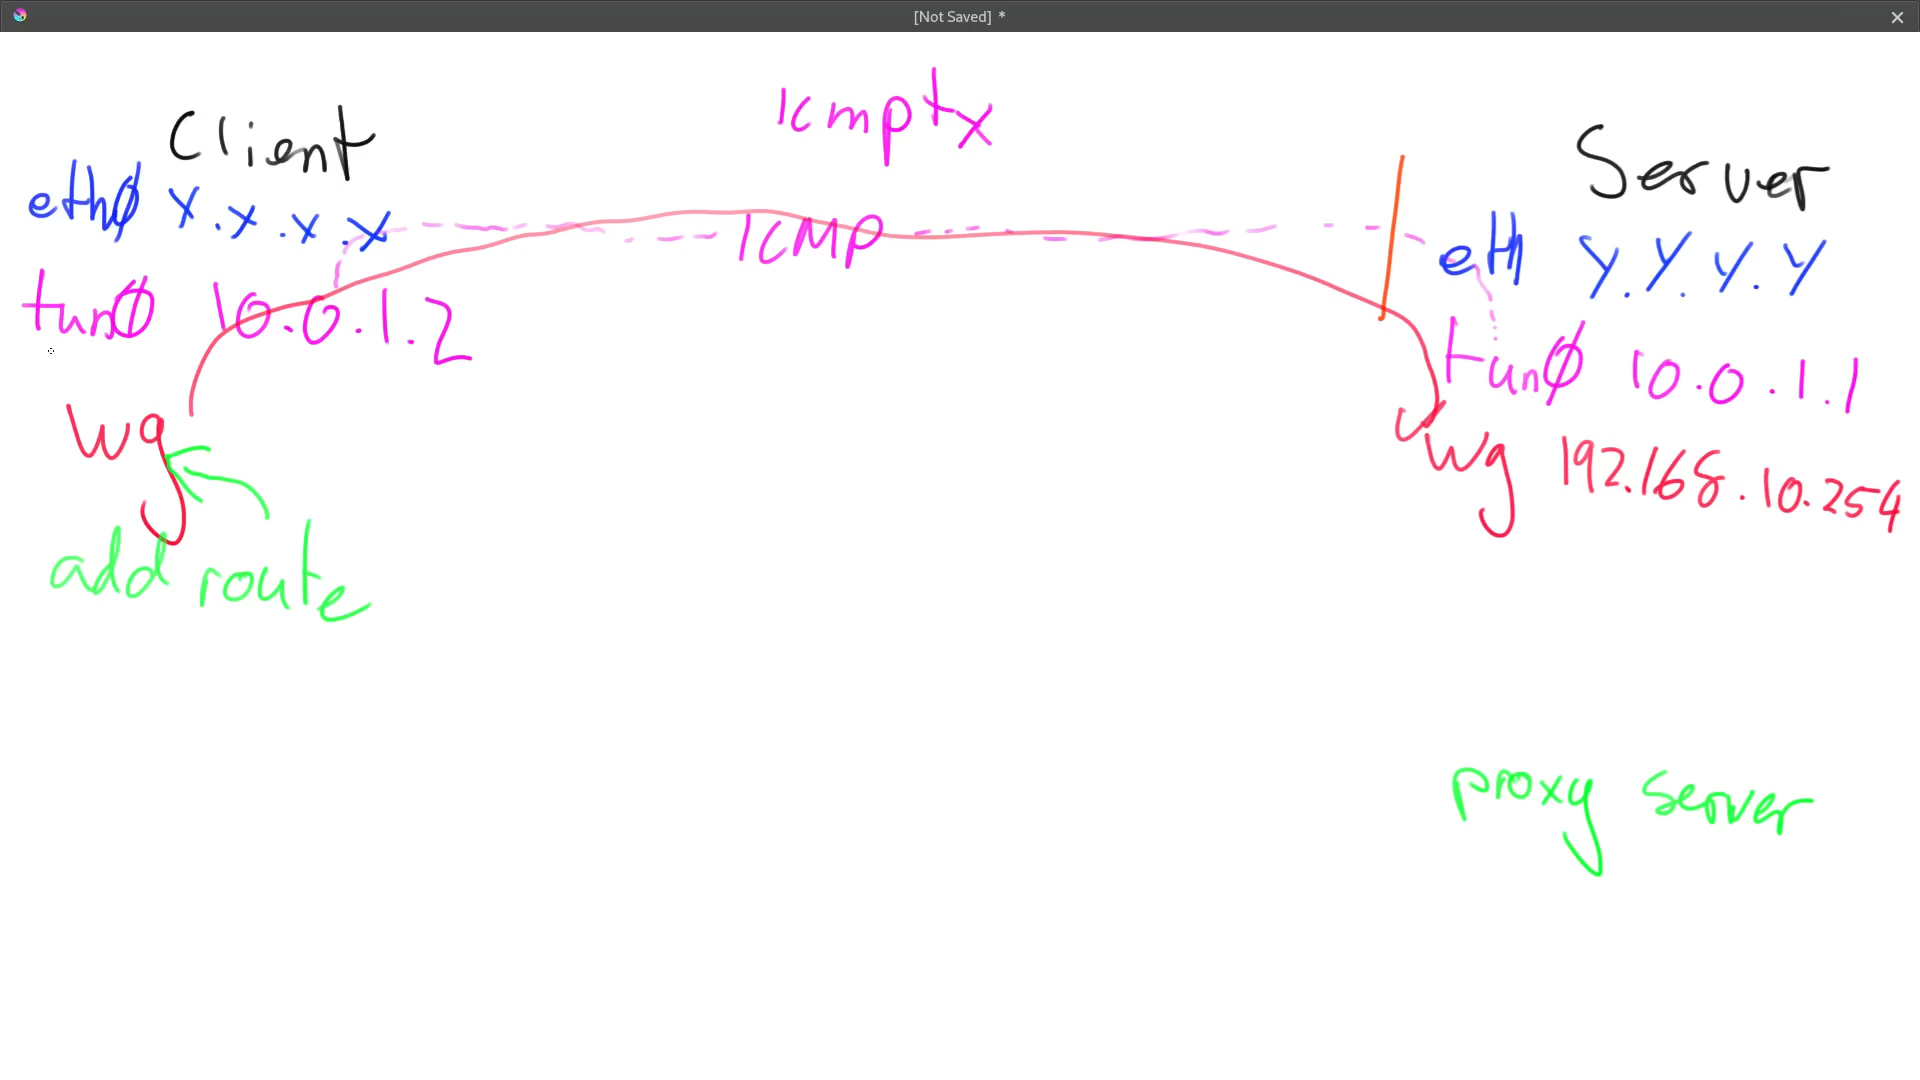 [Not Saved] *
Icmptx
Client
Server
eth0 x.x.x.x
ICMP
eth y.y.y.y
tun0 10.0.1.2
tun0 10.0.1.1
wg
wg 192.168.10.254
add route
proxy server